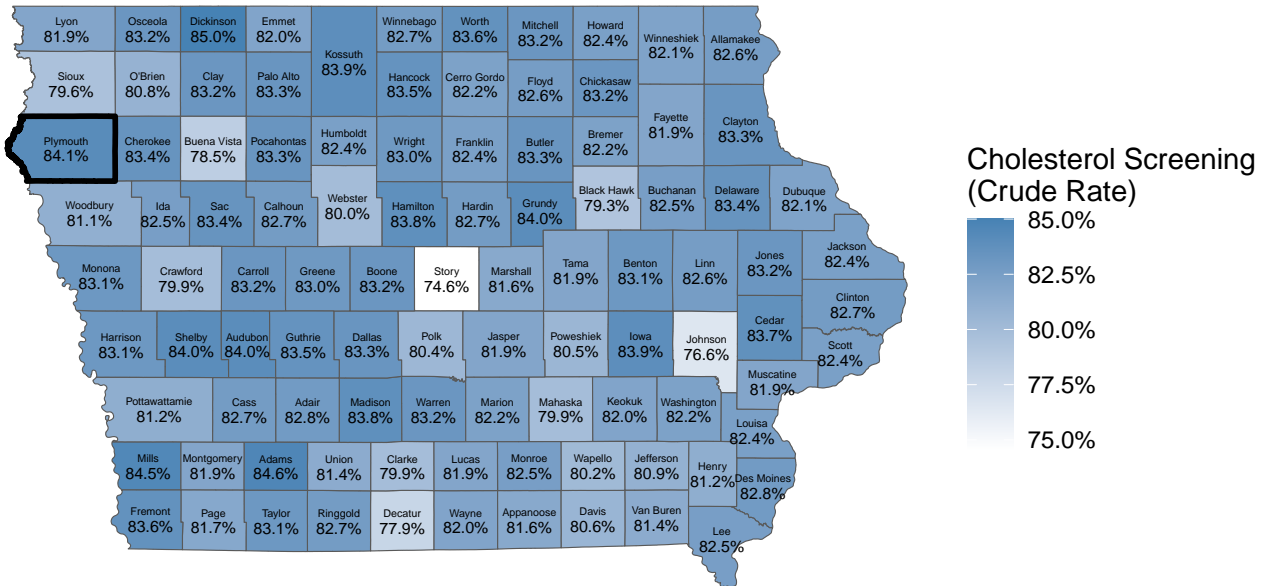 Lyon
81.9%
Osceola
83.2%
Dickinson
85.0%
Emmet
82.0%
Kossuth
83.9%
Winnebago
82.7%
Worth
83.6%
Mitchell
83.2%
Howard
82.4%
Winneshiek
82.1%
Allamakee
82.6%
Sioux
79.6%
O'Brien
80.8%
Clay
83.2%
Palo Alto
83.3%
Hancock
83.5%
Cerro Gordo
82.2%
Floyd
82.6%
Chickasaw
83.2%
Fayette
81.9%
Clayton
83.3%
Plymouth
84.1%
Cherokee
83.4%
Buena Vista
78.5%
Pocahontas
83.3%
Humboldt
82.4%
Wright
83.0%
Franklin
82.4%
Butler
83.3%
Bremer
82.2%
Woodbury
81.1%
Ida
82.5%
Sac
83.4%
Calhoun
82.7%
Webster
80.0%
Hamilton
83.8%
Hardin
82.7%
Grundy
84.0%
Black Hawk
79.3%
Buchanan
82.5%
Delaware
83.4%
Dubuque
82.1%
Monona
83.1%
Crawford
79.9%
Carroll
83.2%
Greene
83.0%
Boone
83.2%
Story
74.6%
Marshall
81.6%
Tama
81.9%
Benton
83.1%
Linn
82.6%
Jones
83.2%
Jackson
82.4%
Clinton
82.7%
Harrison
83.1%
Shelby
84.0%
Audubon
84.0%
Guthrie
83.5%
Dallas
83.3%
Polk
80.4%
Jasper
81.9%
Poweshiek
80.5%
Iowa
83.9%
Johnson
76.6%
Cedar
83.7%
Scott
82.4%
Muscatine
81.9%
Pottawattamie
81.2%
Cass
82.7%
Adair
82.8%
Madison
83.8%
Warren
83.2%
Marion
82.2%
Mahaska
79.9%
Keokuk
82.0%
Washington
82.2%
Louisa
82.4%
Mills
84.5%
Montgomery
81.9%
Adams
84.6%
Union
81.4%
Clarke
79.9%
Lucas
81.9%
Monroe
82.5%
Wapello
80.2%
Jefferson
80.9%
Henry
81.2%
Des Moines
82.8%
Fremont
83.6%
Page
81.7%
Taylor
83.1%
Ringgold
82.7%
Decatur
77.9%
Wayne
82.0%
Appanoose
81.6%
Davis
80.6%
Van Buren
81.4%
Lee
82.5%
Cholesterol Screening
(Crude Rate)
85.0%
82.5%
80.0%
77.5%
75.0%